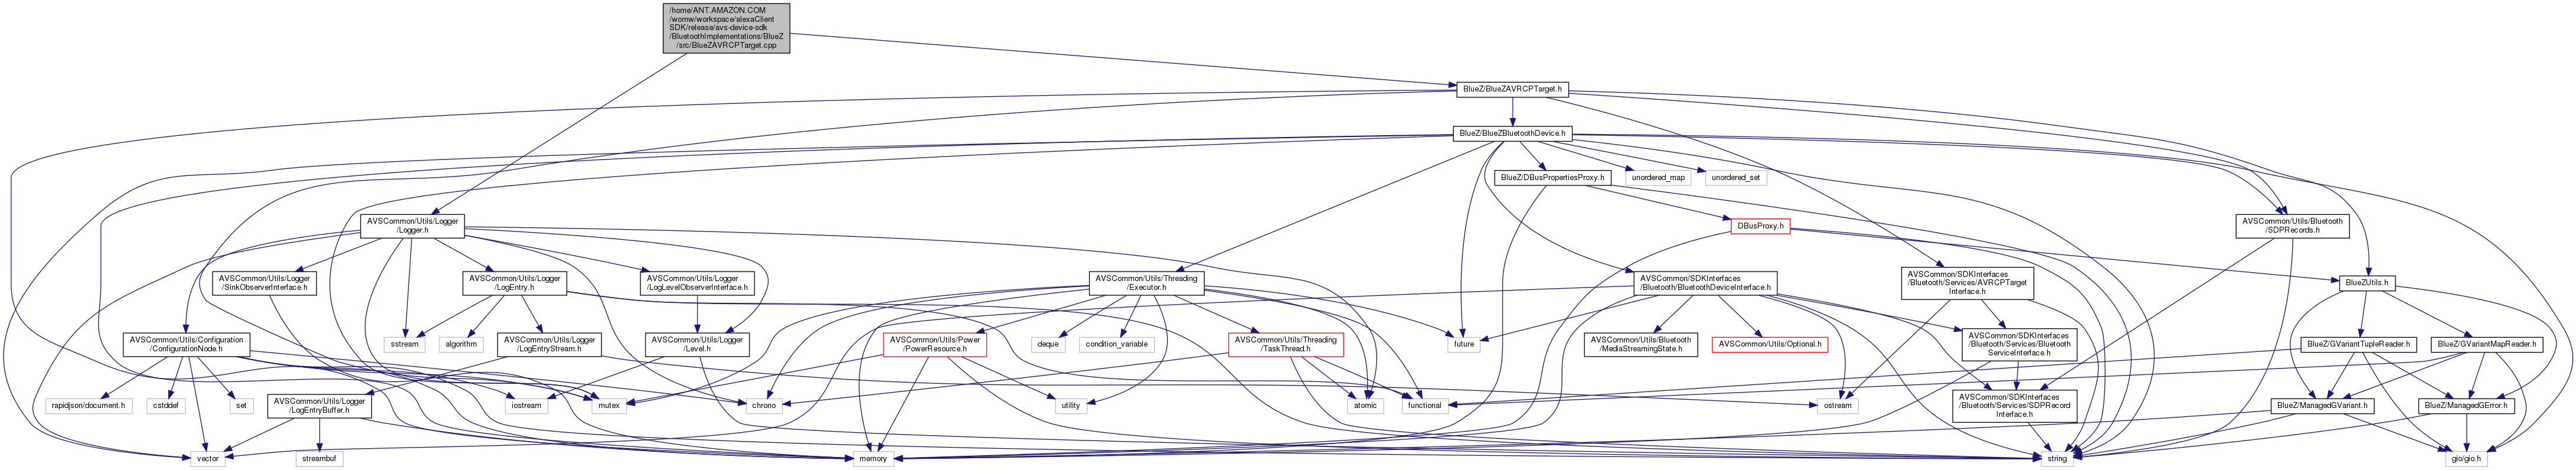 /home/ANT.AMAZON.COM
/womw/workspace/alexaClient
SDK/release/avs-device-sdk
/BluetoothImplementations/BlueZ
/src/BlueZAVRCPTarget.cpp
BlueZ/BlueZAVRCPTarget.h
BlueZ/BlueZBluetoothDevice.h
BlueZ/DBusPropertiesProxy.h
unordered_map
unordered_set
AVSCommon/Utils/Logger
/Logger.h
DBusProxy.h
AVSCommon/Utils/Bluetooth
/SDPRecords.h
AVSCommon/Utils/Logger
/SinkObserverInterface.h
AVSCommon/Utils/Logger
/LogEntry.h
AVSCommon/Utils/Logger
/LogLevelObserverInterface.h
AVSCommon/Utils/Threading
/Executor.h
AVSCommon/SDKInterfaces
/Bluetooth/BluetoothDeviceInterface.h
AVSCommon/SDKInterfaces
/Bluetooth/Services/AVRCPTarget
Interface.h
BlueZUtils.h
AVSCommon/Utils/Configuration
/ConfigurationNode.h
sstream
algorithm
AVSCommon/Utils/Logger
/LogEntryStream.h
AVSCommon/Utils/Logger
/Level.h
AVSCommon/Utils/Power
/PowerResource.h
deque
condition_variable
AVSCommon/Utils/Threading
/TaskThread.h
future
AVSCommon/Utils/Bluetooth
/MediaStreamingState.h
AVSCommon/Utils/Optional.h
AVSCommon/SDKInterfaces
/Bluetooth/Services/Bluetooth
ServiceInterface.h
BlueZ/GVariantTupleReader.h
BlueZ/GVariantMapReader.h
rapidjson/document.h
cstddef
set
AVSCommon/Utils/Logger
/LogEntryBuffer.h
iostream
mutex
chrono
utility
atomic
functional
ostream
AVSCommon/SDKInterfaces
/Bluetooth/Services/SDPRecord
Interface.h
BlueZ/ManagedGVariant.h
BlueZ/ManagedGError.h
vector
streambuf
memory
string
gio/gio.h